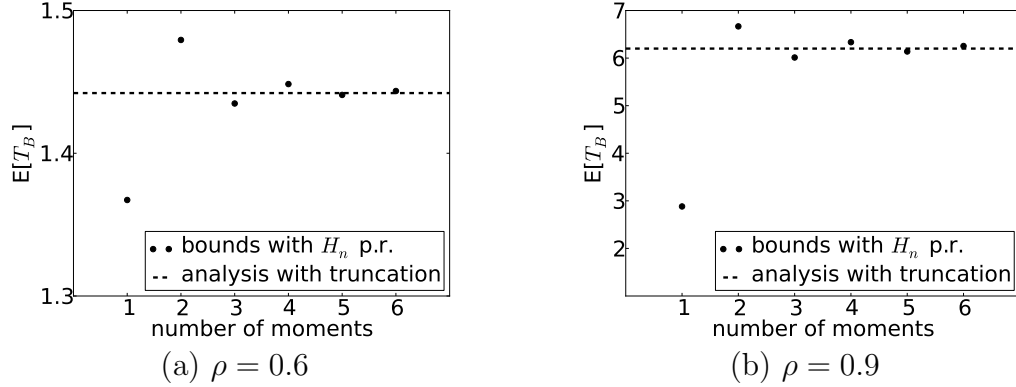 1.5
1.4
1.3
E[T_B]
1 2 3 4 5 6
number of moments
bounds with H_n p.r.
analysis with truncation
(a) ρ = 0.6
7
6
5
4
3
2
E[T_B]
1 2 3 4 5 6
number of moments
bounds with H_n p.r.
analysis with truncation
(b) ρ = 0.9